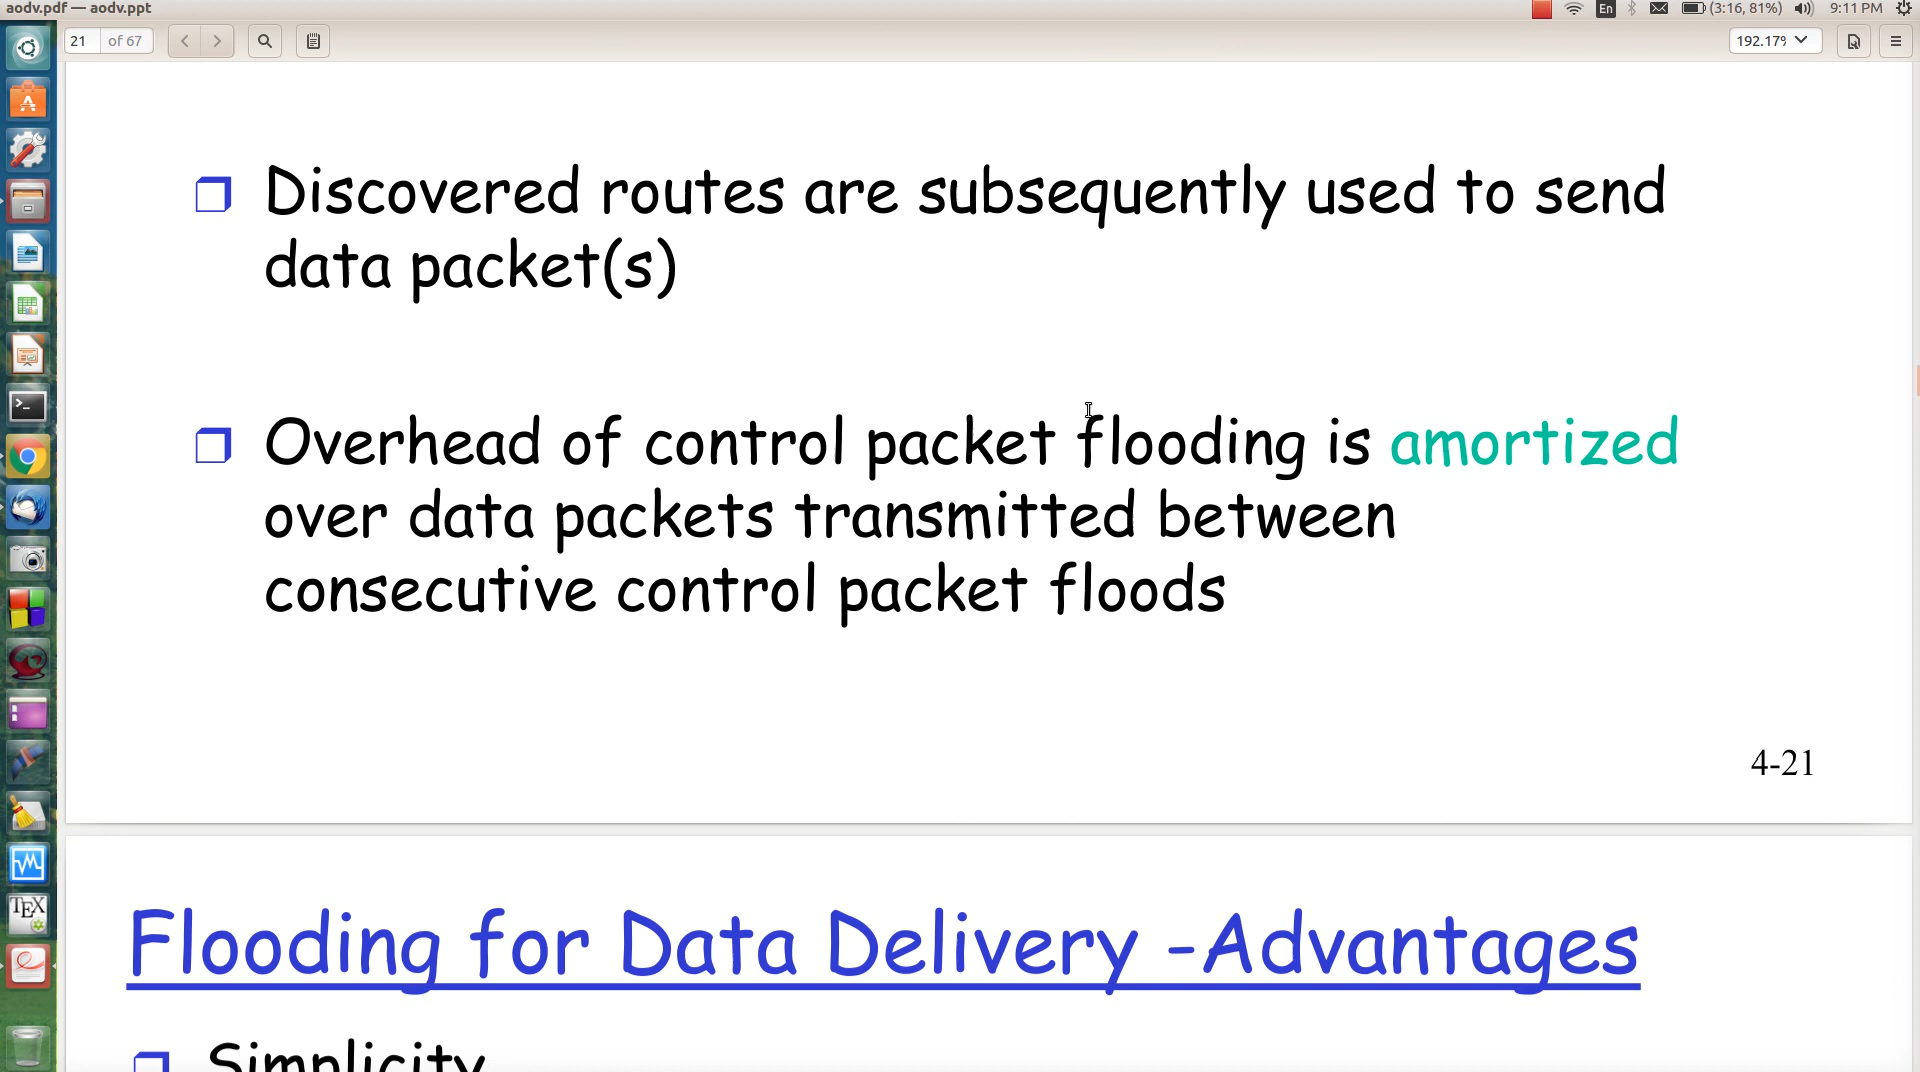 aodv.pdf — aodv.ppt
En
(3:16, 81%)
9:11 PM
21 of 67
192.17%
Discovered routes are subsequently used to send
data packet(s)
Overhead of control packet flooding is amortized
over data packets transmitted between
consecutive control packet floods
4-21
Flooding for Data Delivery -Advantages
Simplicity
TEX